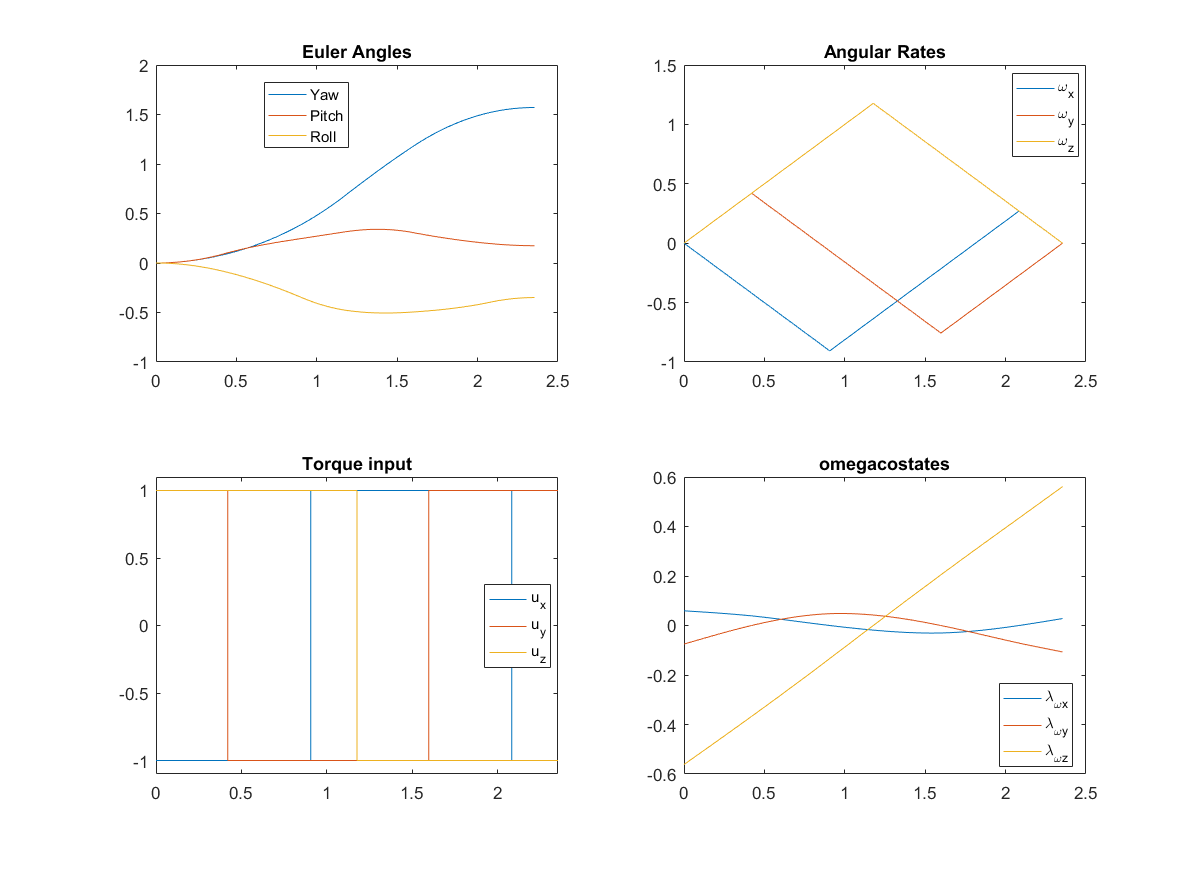 Euler Angles
2
1.5
1
0.5
0
-0.5
-1
0 0.5 1 1.5 2 2.5
Yaw
Pitch
Roll
Angular Rates
1.5
1
0.5
0
-0.5
-1
0 0.5 1 1.5 2 2.5
ωx
ωy
ωz
Torque input
1
0.5
0
-0.5
-1
0 0.5 1 1.5 2
ux
uy
uz
omegacostates
0.6
0.4
0.2
0
-0.2
-0.4
-0.6
0 0.5 1 1.5 2 2.5
λωx
λωy
λωz